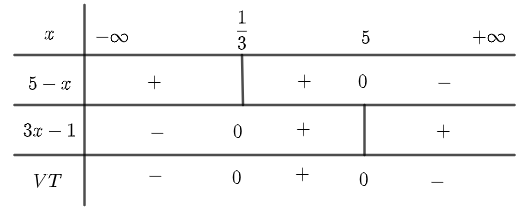 x −∞ 1/3 5 +∞
5 − x + + 0 −
3x − 1 − 0 + +
VT − 0 + 0 −